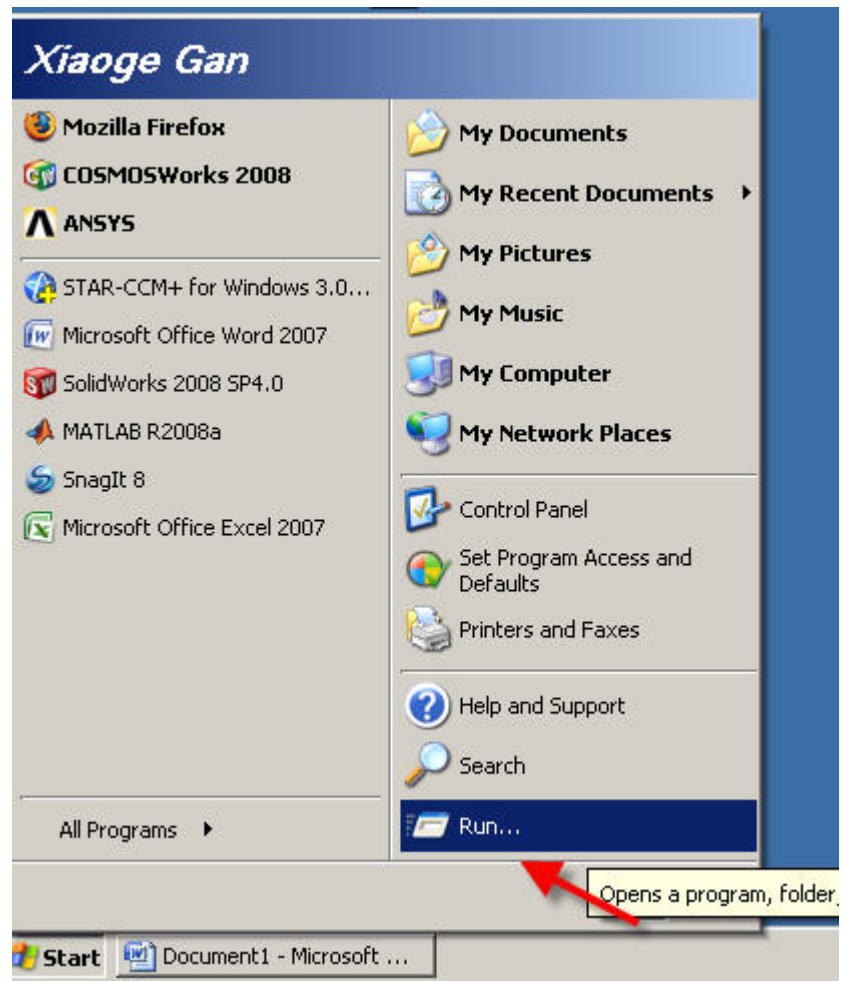 Xiaoge Gan
Mozilla Firefox
COSMOSWorks 2008
ANSYS
STAR-CCM+ for Windows 3.0...
Microsoft Office Word 2007
SolidWorks 2008 SP4.0
MATLAB R2008a
SnagIt 8
Microsoft Office Excel 2007
All Programs
My Documents
My Recent Documents
My Pictures
My Music
My Computer
My Network Places
Control Panel
Set Program Access and
Defaults
Printers and Faxes
Help and Support
Search
Run...
Opens a program, folder,
Start
Document1 - Microsoft ...